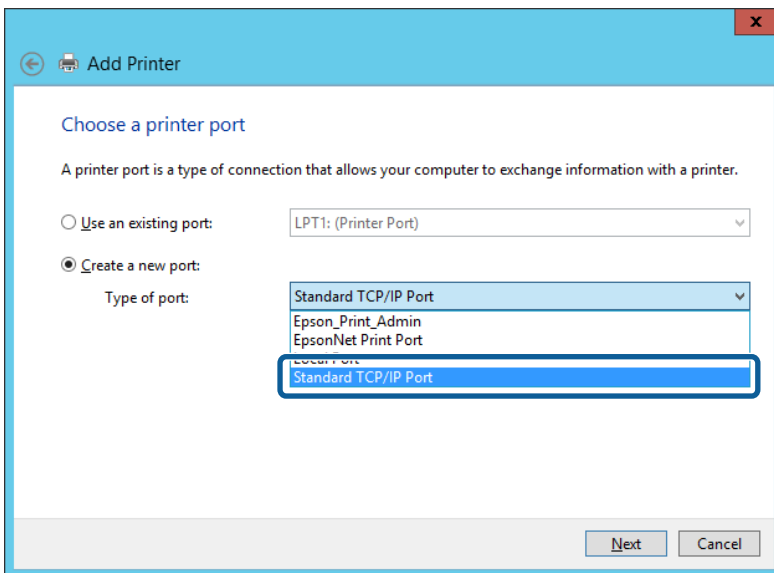 x
Add Printer
Choose a printer port
A printer port is a type of connection that allows your computer to exchange information with a printer.
Use an existing port: LPT1: (Printer Port)
Create a new port:
Type of port: Standard TCP/IP Port
Epson_Print_Admin
EpsonNet Print Port
Local Port
Standard TCP/IP Port
Next Cancel